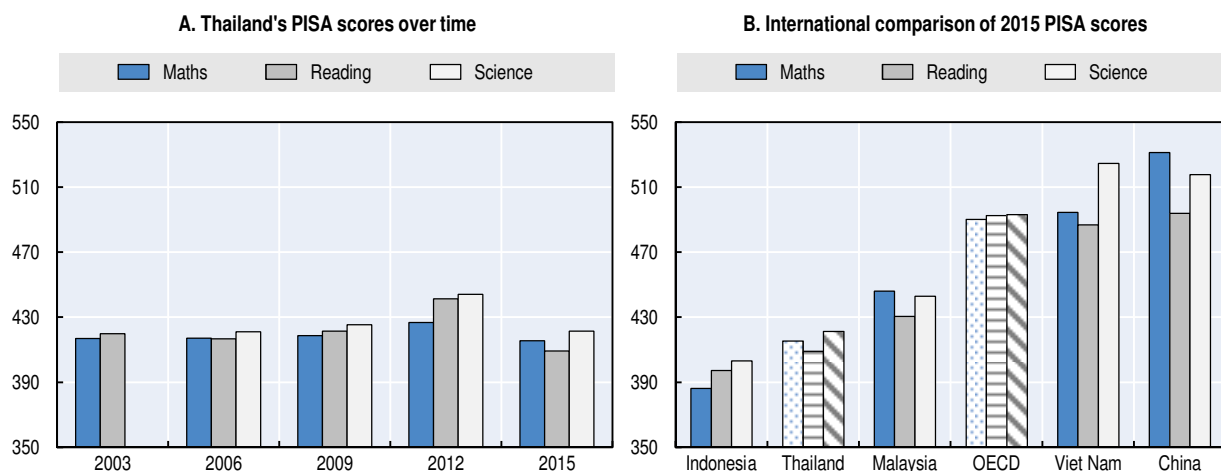 A. Thailand's PISA scores over time
Maths Reading Science
550
510
470
430
390
350
2003 2006 2009 2012 2015
B. International comparison of 2015 PISA scores
Maths Reading Science
550
510
470
430
390
350
Indonesia Thailand Malaysia OECD Viet Nam China